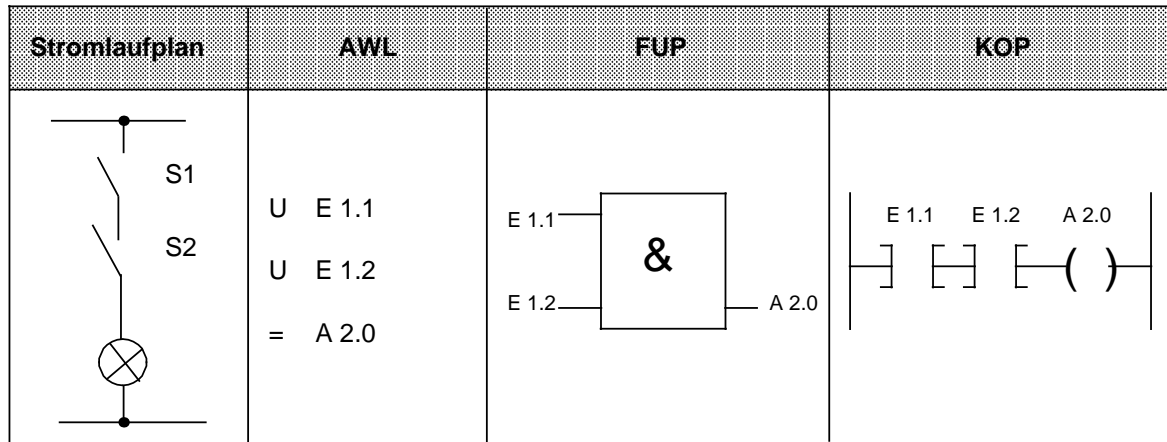 Stromlaufplan AWL FUP KOP
S1
S2
U E 1.1
U E 1.2
= A 2.0
E 1.1
&
E 1.2 A 2.0
E 1.1 E 1.2 A 2.0
( )